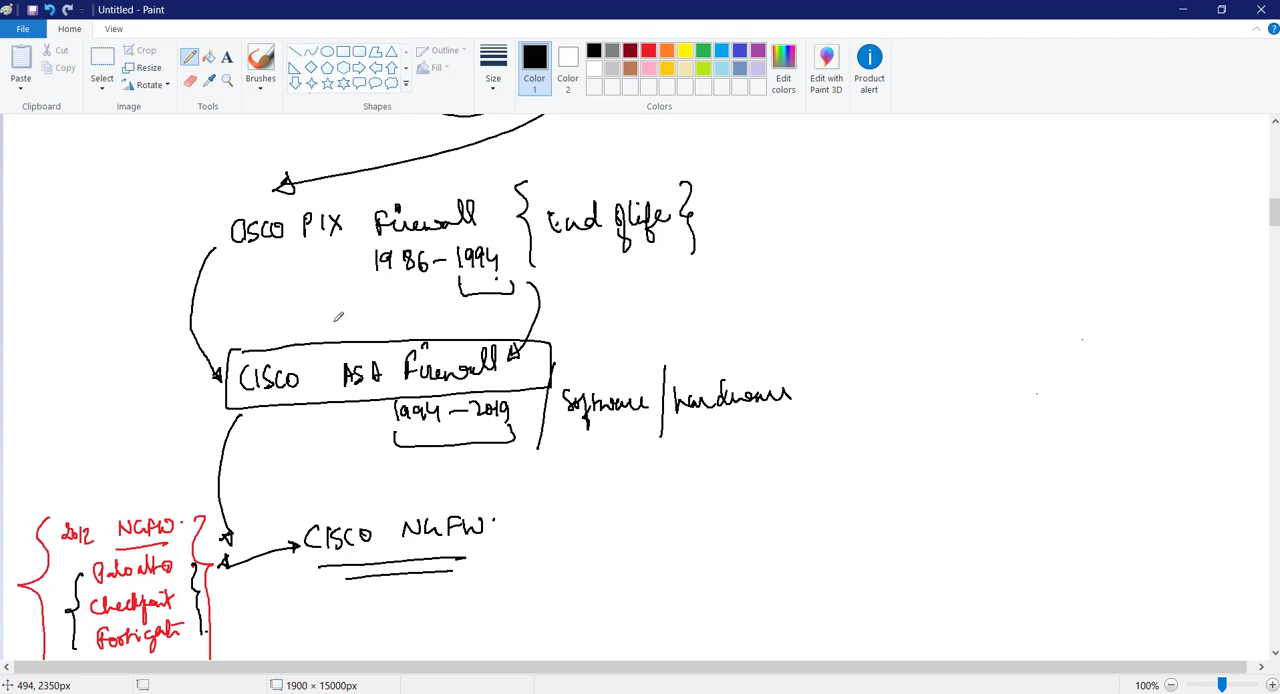 Untitled - Paint
File Home View
Paste Cut Copy Clipboard
Select Crop Resize Rotate Image
Tools
Brushes
Shapes Outline Fill
Size
Color 1 Color 2 Edit colors Colors
Edit with Paint 3D
Product alert
CISCO PIX Firewall { End of life }
1986 - 1994
CISCO ASA Firewall
1994 - 2019 / Software / hardware
CISCO NGFW
2012 NGFW
Paloalto
Checkpoint
Fortigate
494, 2350px
1900 × 15000px
100%